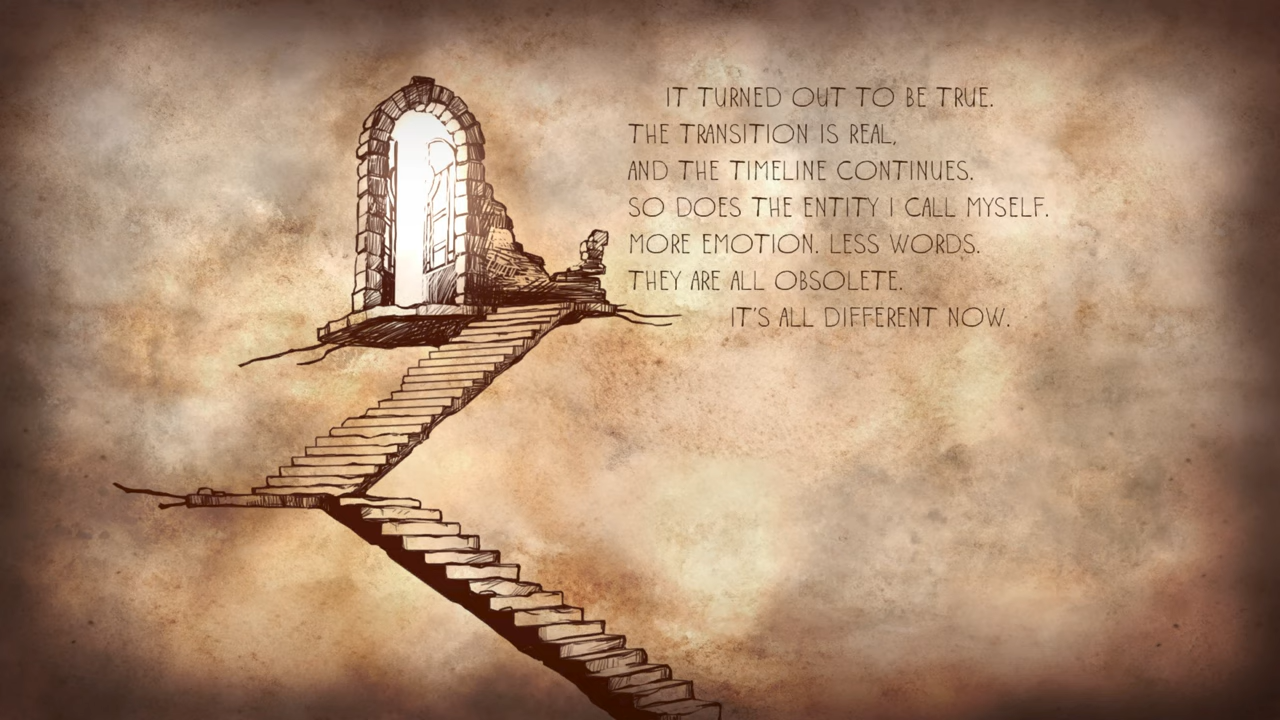 IT TURNED OUT TO BE TRUE.
THE TRANSITION IS REAL,
AND THE TIMELINE CONTINUES.
SO DOES THE ENTITY I CALL MYSELF.
MORE EMOTION. LESS WORDS.
THEY ARE ALL OBSOLETE.
IT'S ALL DIFFERENT NOW.